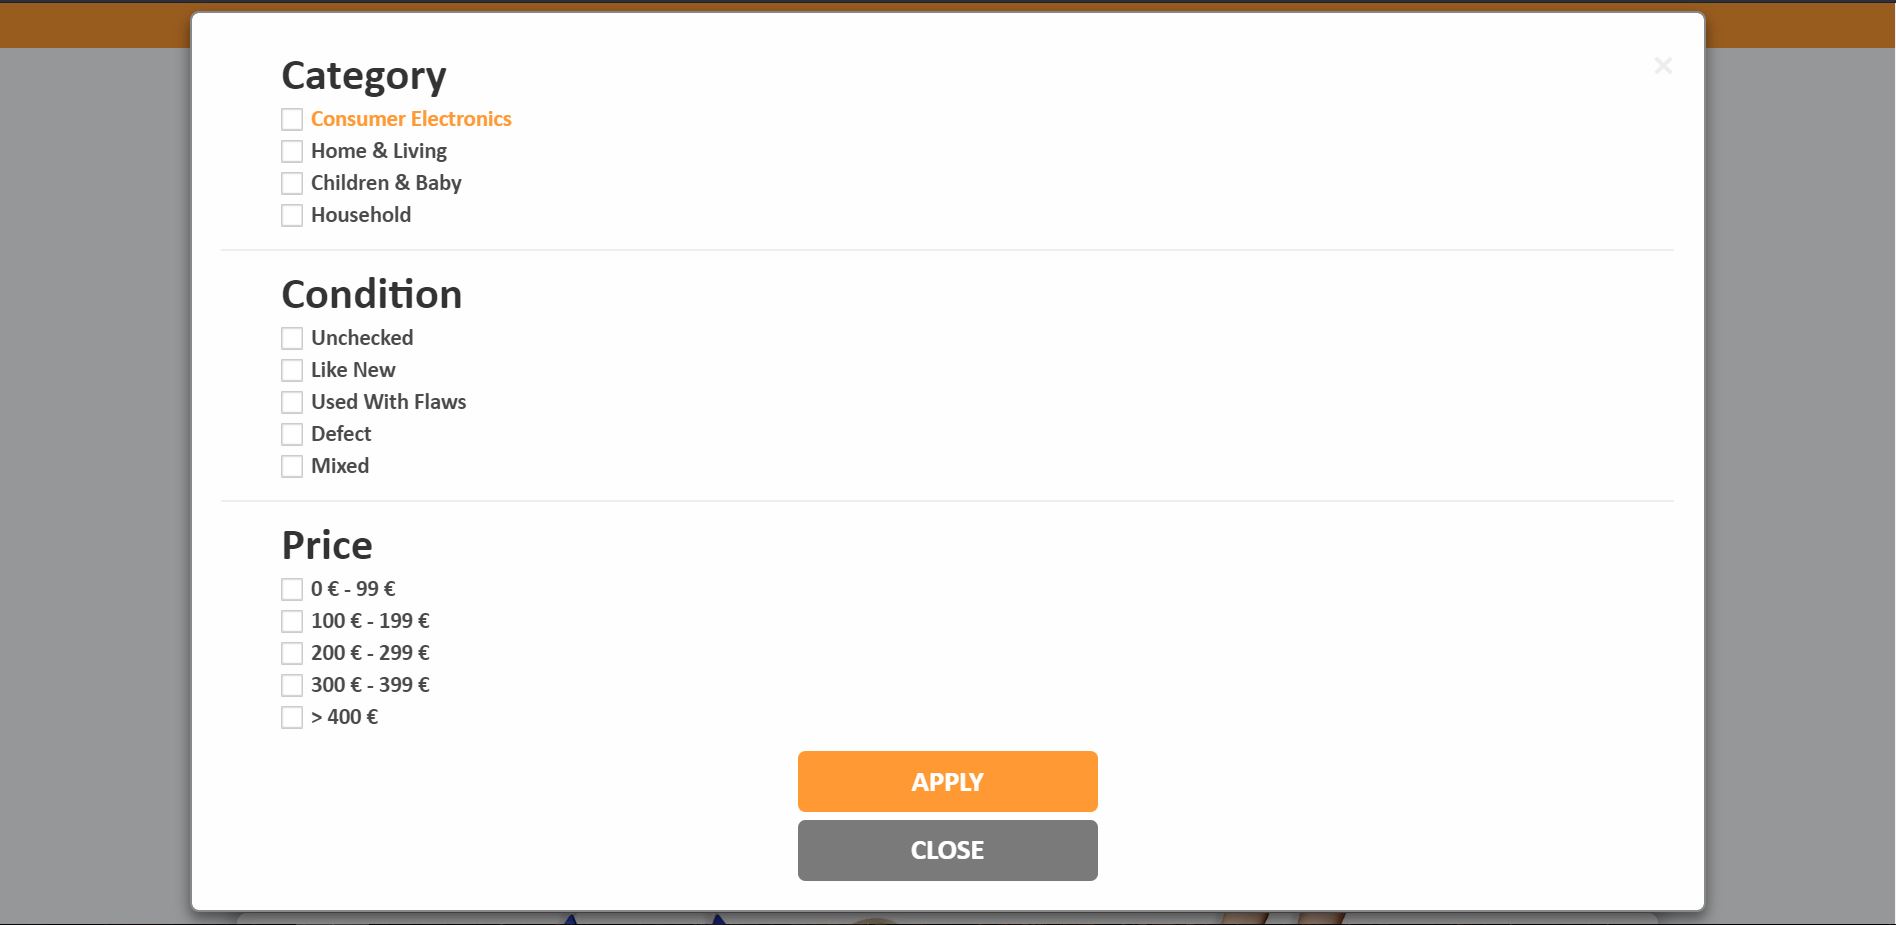 Category
×
Consumer Electronics
Home & Living
Children & Baby
Household
Condition
Unchecked
Like New
Used With Flaws
Defect
Mixed
Price
0 € - 99 €
100 € - 199 €
200 € - 299 €
300 € - 399 €
> 400 €
APPLY
CLOSE